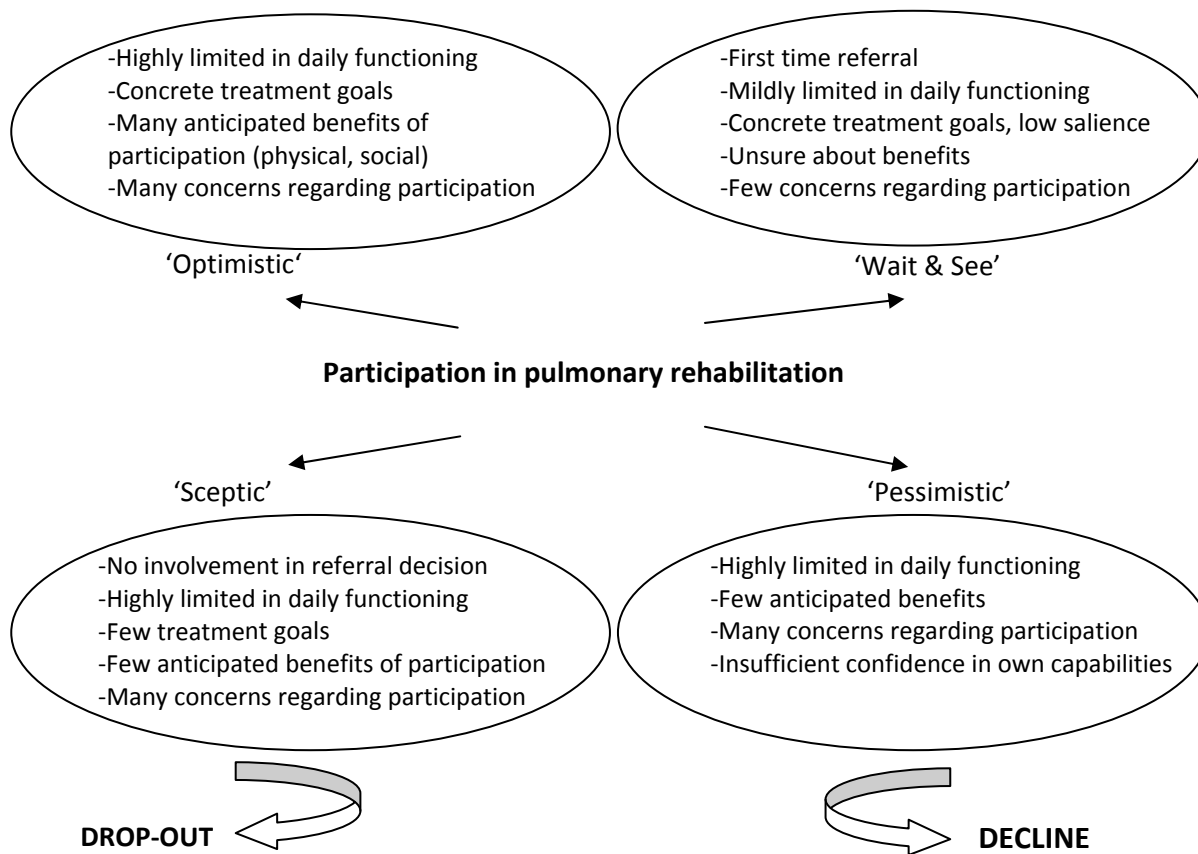 -Highly limited in daily functioning
-Concrete treatment goals
-Many anticipated benefits of
participation (physical, social)
-Many concerns regarding participation
‘Optimistic‘
-First time referral
-Mildly limited in daily functioning
-Concrete treatment goals, low salience
-Unsure about benefits
-Few concerns regarding participation
‘Wait & See’
Participation in pulmonary rehabilitation
‘Sceptic’
-No involvement in referral decision
-Highly limited in daily functioning
-Few treatment goals
-Few anticipated benefits of participation
-Many concerns regarding participation
DROP-OUT
‘Pessimistic’
-Highly limited in daily functioning
-Few anticipated benefits
-Many concerns regarding participation
-Insufficient confidence in own capabilities
DECLINE